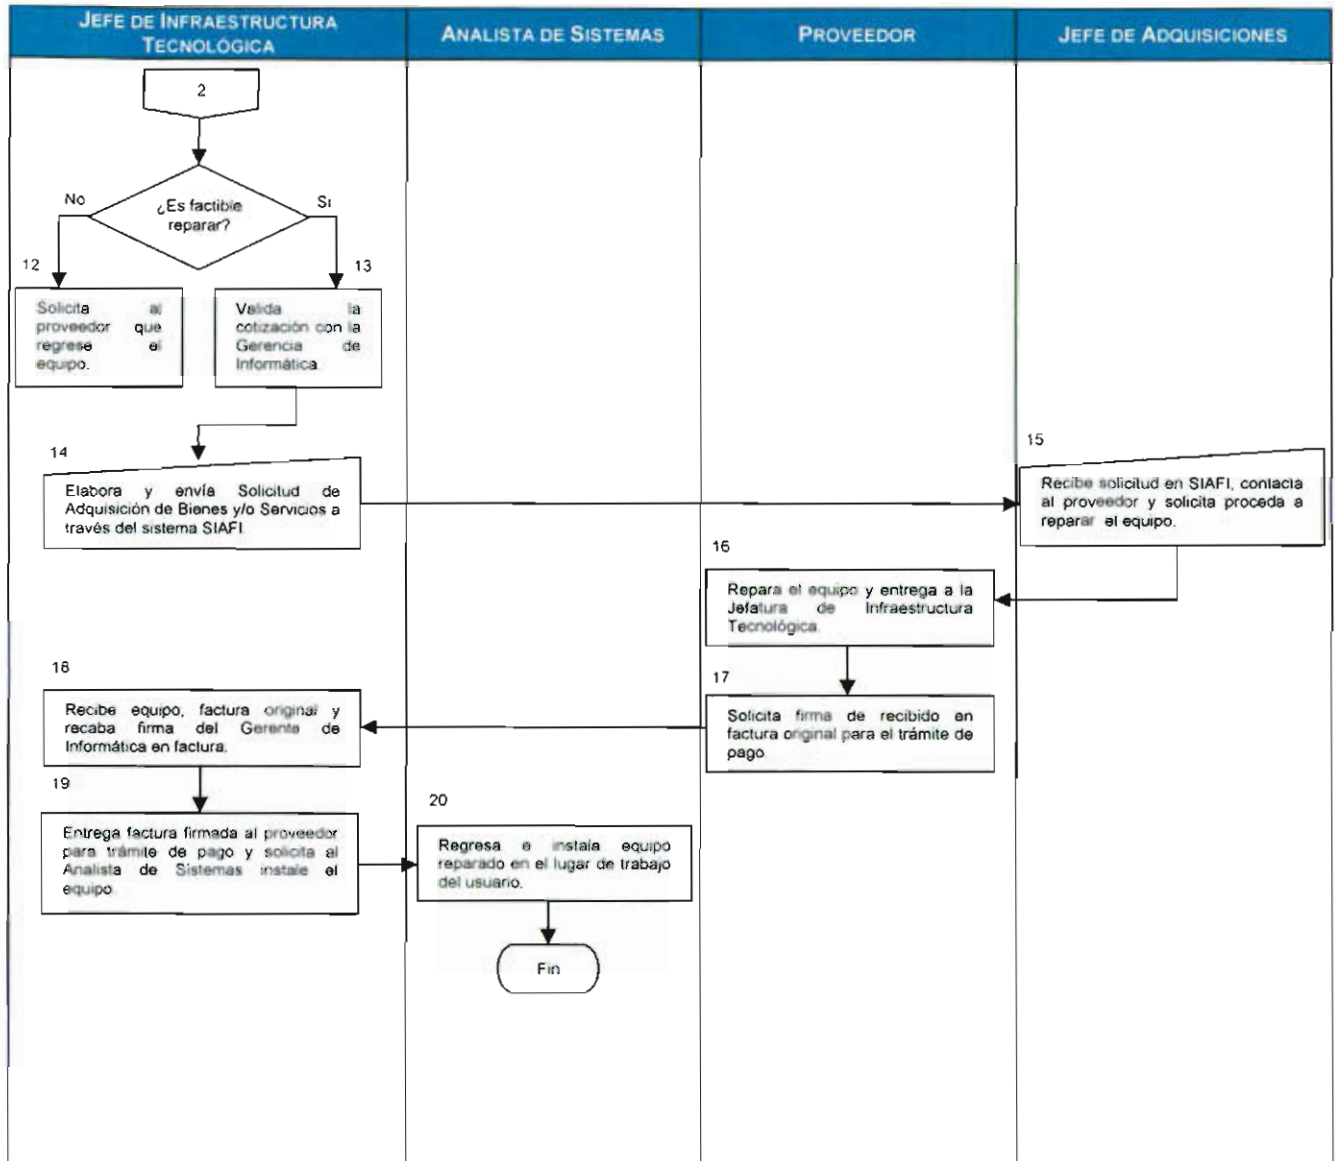 JEFE DE INFRAESTRUCTURA
TECNOLÓGICA
ANALISTA DE SISTEMAS
PROVEEDOR
JEFE DE ADQUISICIONES
2
¿Es factible
reparar?
No
Si
12
Solicita al
proveedor que
regrese el
equipo.
13
Valida la
cotización con la
Gerencia de
Informática.
14
Elabora y envía Solicitud de
Adquisición de Bienes y/o Servicios a
través del sistema SIAFI
15
Recibe solicitud en SIAFI, contacta
al proveedor y solicita proceda a
reparar el equipo.
16
Repara el equipo y entrega a la
Jefatura de Infraestructura
Tecnológica.
17
Solicita firma de recibido en
factura original para el trámite de
pago
18
Recibe equipo, factura original y
recaba firma del Gerente de
Informática en factura.
19
Entrega factura firmada al proveedor
para trámite de pago y solicita al
Analista de Sistemas instale el
equipo
20
Regresa e instala equipo
reparado en el lugar de trabajo
del usuario.
Fin